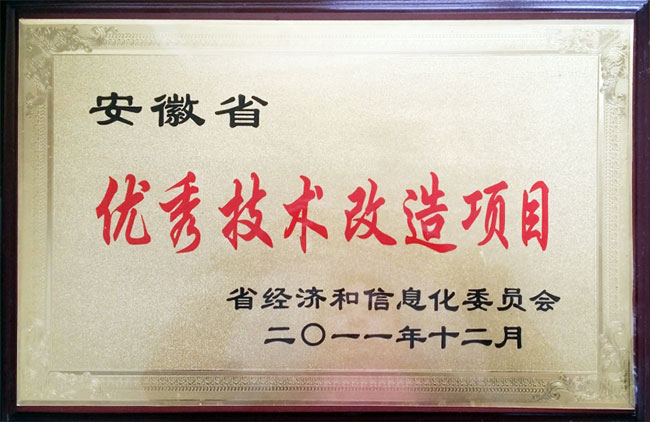 安徽省
优秀技术改造项目
省经济和信息化委员会
二〇一一年十二月